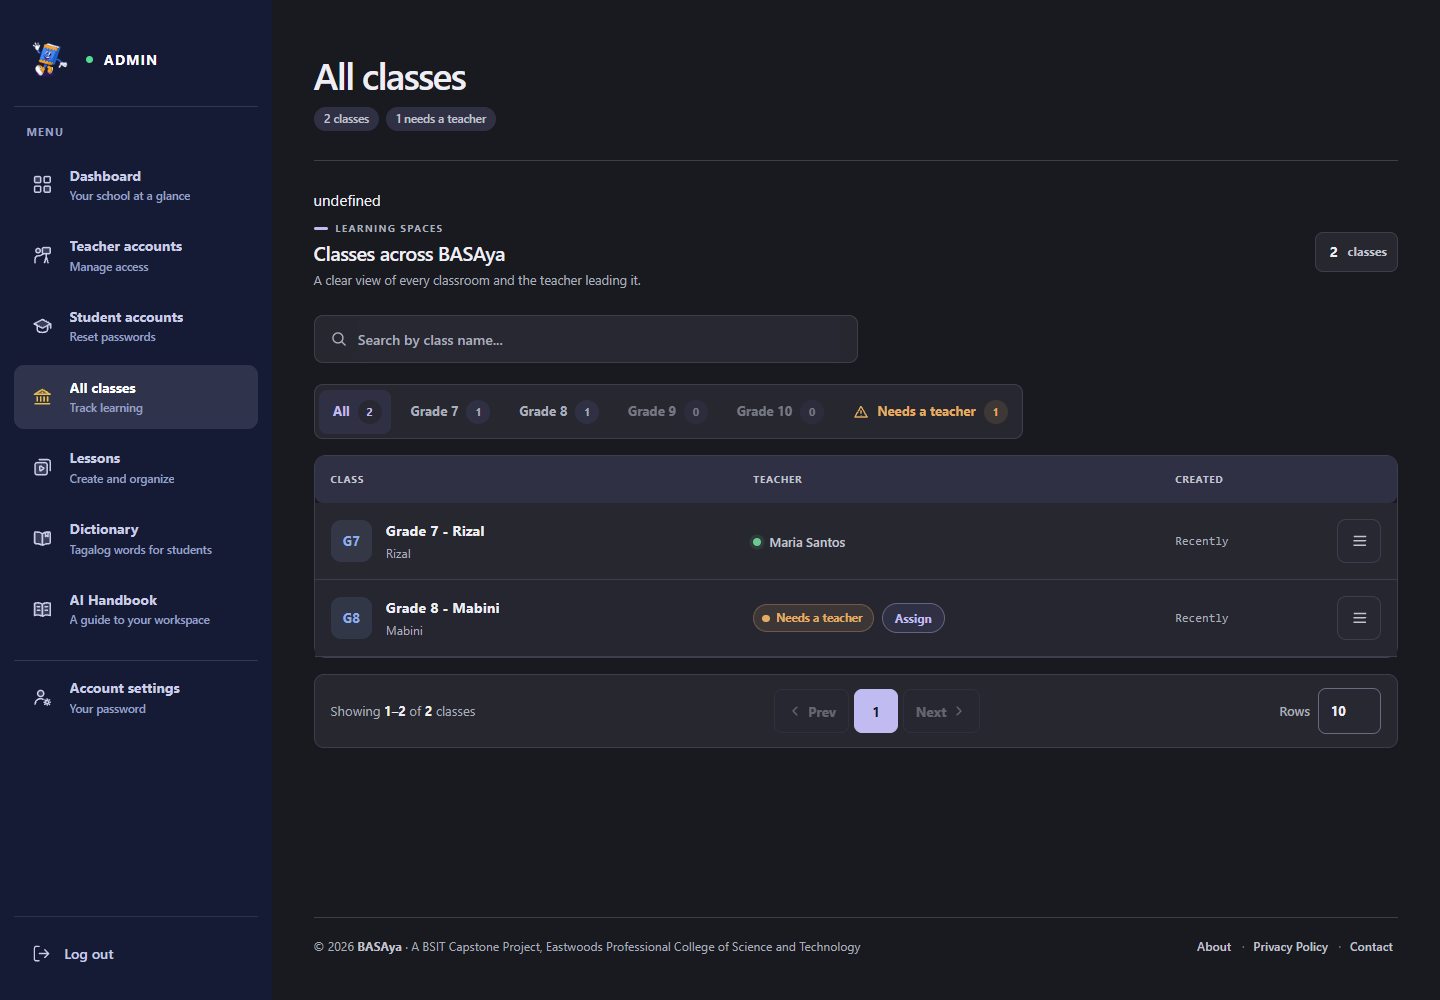 ADMIN
MENU
Dashboard
Your school at a glance
Teacher accounts
Manage access
Student accounts
Reset passwords
All classes
Track learning
Lessons
Create and organize
Dictionary
Tagalog words for students
AI Handbook
A guide to your workspace
Account settings
Your password
Log out
All classes
2 classes 1 needs a teacher
undefined
LEARNING SPACES
Classes across BASAya
A clear view of every classroom and the teacher leading it.
2 classes
Search by class name...
All 2 Grade 7 1 Grade 8 1 Grade 9 0 Grade 10 0 Needs a teacher 1
CLASS TEACHER CREATED
G7 Grade 7 - Rizal
Rizal
Maria Santos
Recently
G8 Grade 8 - Mabini
Mabini
Needs a teacher Assign
Recently
Showing 1–2 of 2 classes
Prev 1 Next
Rows 10
© 2026 BASAya · A BSIT Capstone Project, Eastwoods Professional College of Science and Technology
About · Privacy Policy · Contact